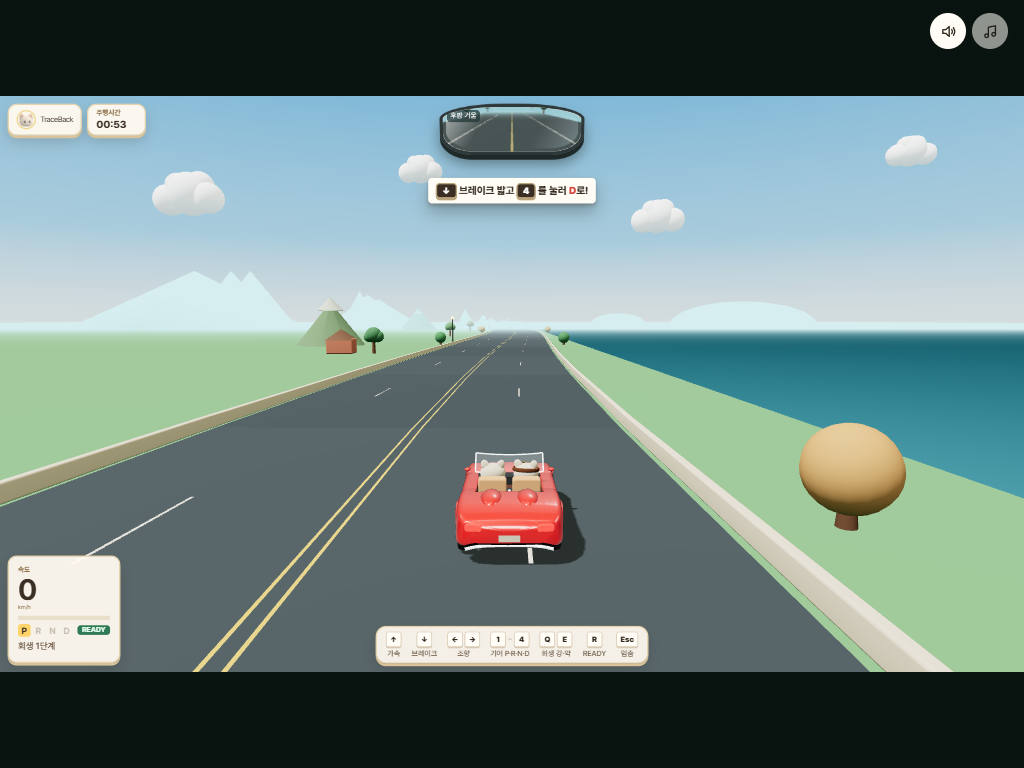 TraceBack
주행시간
00:53
후방 거울
↓ 브레이크 밟고 4 를 눌러 D로!
속도
0
km/h
P R N D READY
회생 1단계
↑ ↓ ← → 1 - 4 Q E R Esc
가속 브레이크 조향 기어 P·R·N·D 회생 강·약 READY 멈춤